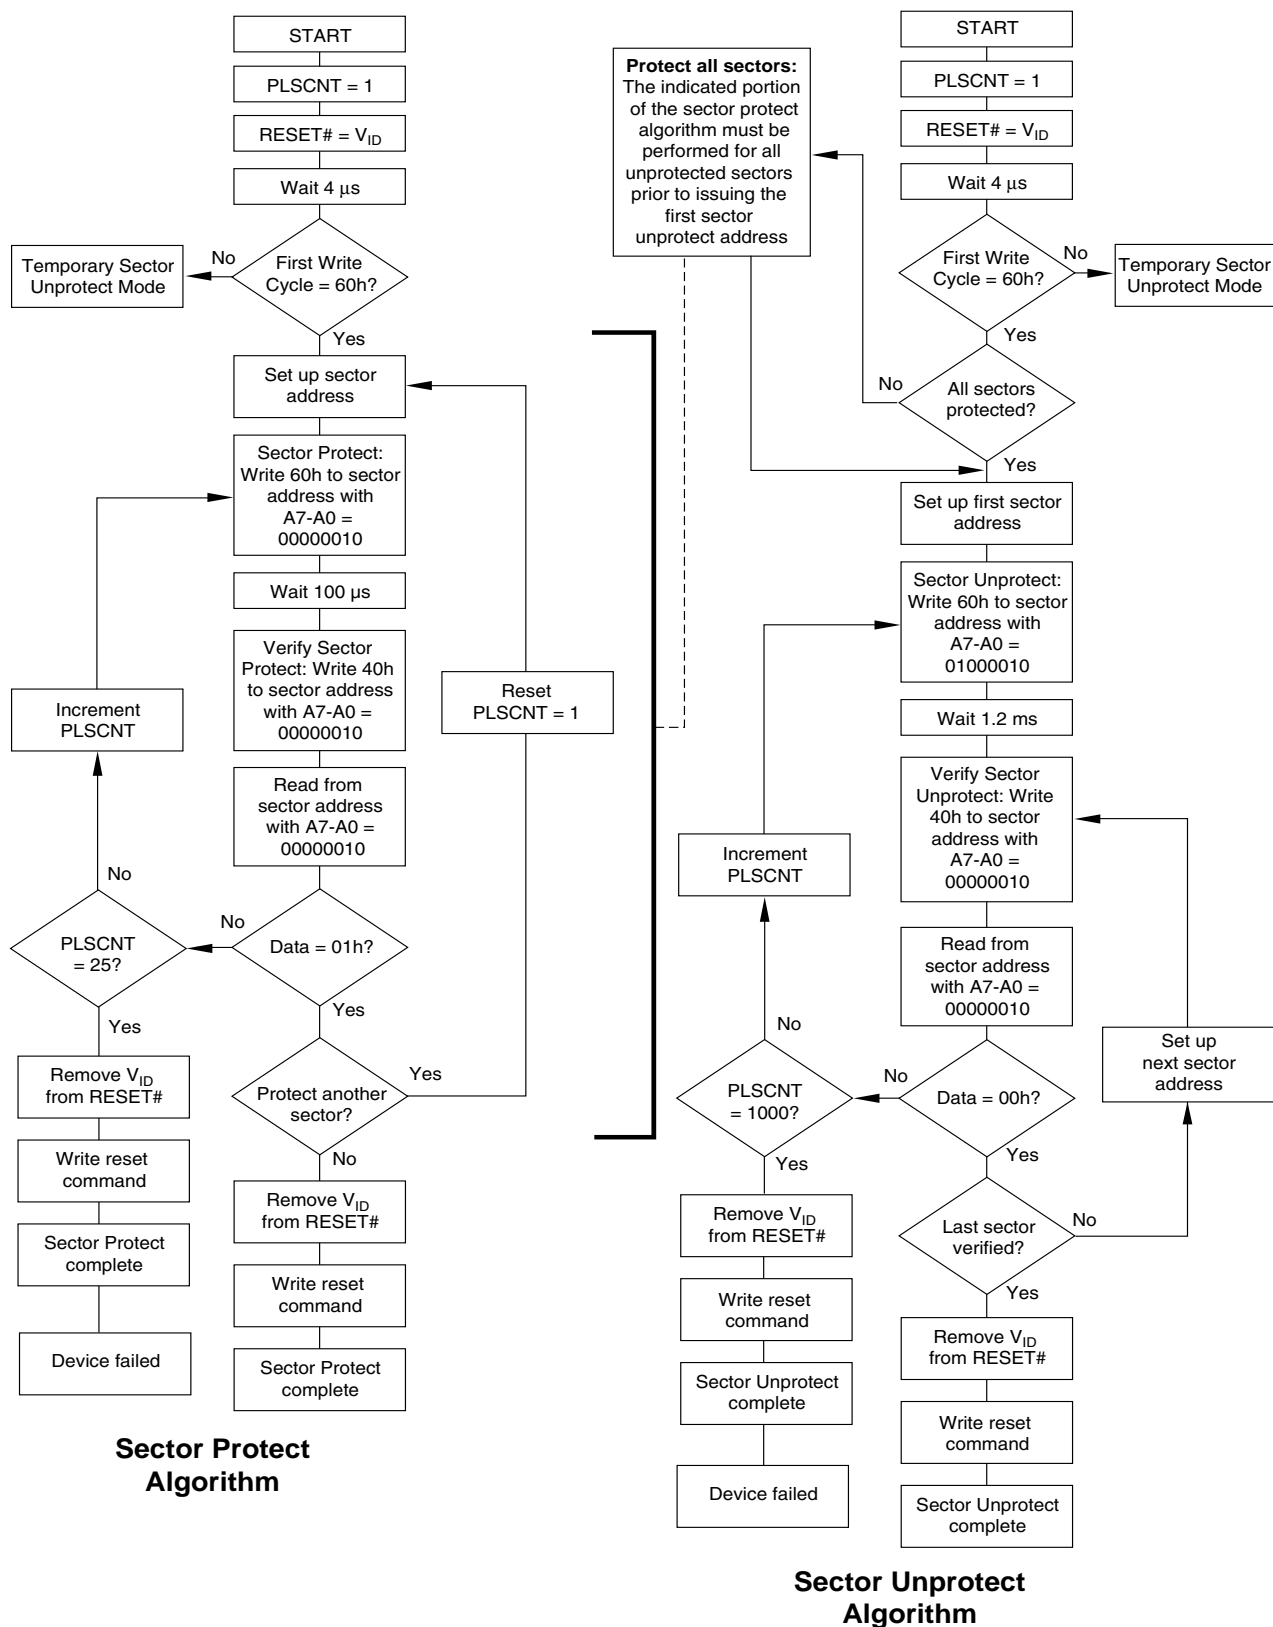 START
PLSCNT = 1
RESET# = VID
Wait 4 µs
First Write
Cycle = 60h?
No
Temporary Sector
Unprotect Mode
Yes
Set up sector
address
Sector Protect:
Write 60h to sector
address with
A7-A0 =
00000010
Wait 100 µs
Verify Sector
Protect: Write 40h
to sector address
with A7-A0 =
00000010
Read from
sector address
with A7-A0 =
00000010
Reset
PLSCNT = 1
Increment
PLSCNT
No
PLSCNT
= 25?
No
Data = 01h?
Yes
Yes
Remove VID
from RESET#
Write reset
command
Sector Protect
complete
Device failed
Protect another
sector?
Yes
No
Remove VID
from RESET#
Write reset
command
Sector Protect
complete
Sector Protect
Algorithm
Protect all sectors:
The indicated portion
of the sector protect
algorithm must be
performed for all
unprotected sectors
prior to issuing the
first sector
unprotect address
START
PLSCNT = 1
RESET# = VID
Wait 4 µs
First Write
Cycle = 60h?
No
Temporary Sector
Unprotect Mode
Yes
No
All sectors
protected?
Yes
Set up first sector
address
Sector Unprotect:
Write 60h to sector
address with
A7-A0 =
01000010
Wait 1.2 ms
Verify Sector
Unprotect: Write
40h to sector
address with
A7-A0 =
00000010
Increment
PLSCNT
Read from
sector address
with A7-A0 =
00000010
No
PLSCNT
= 1000?
No
Data = 00h?
Set up
next sector
address
Yes
Yes
Remove VID
from RESET#
Write reset
command
Sector Unprotect
complete
Device failed
Last sector
verified?
No
Yes
Remove VID
from RESET#
Write reset
command
Sector Unprotect
complete
Sector Unprotect
Algorithm